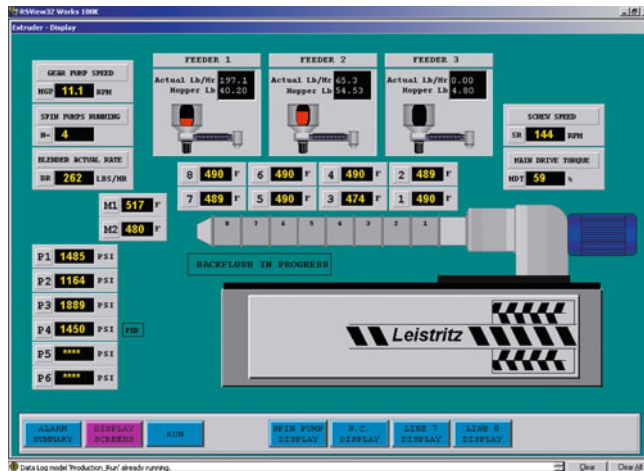 RSView32 Works 100K
Extruder - Display
FEEDER 1
Actual Lb/Hr 197.1
Hopper Lb 40.20
FEEDER 2
Actual Lb/Hr 65.3
Hopper Lb 54.53
FEEDER 3
Actual Lb/Hr 0.00
Hopper Lb 4.80
GEAR PUMP SPEED
MGP 11.1 RPM
SPIN PUMPS RUNNING
N= 4
BLENDER ACTUAL RATE
BR 262 LBS/HR
SCREW SPEED
SR 144 RPM
MAIN DRIVE TORQUE
MDT 59 %
8 490 F 6 490 F 4 490 F 2 489 F
7 489 F 5 490 F 3 474 F 1 490 F
M1 517 F
M2 480 F
8 7 6 5 4 3 2 1
BACKFLUSH IN PROGRESS
P1 1485 PSI
P2 1164 PSI
P3 1889 PSI
P4 1450 PSI PID
P5 **** PSI
P6 **** PSI
Leistritz
ALARM SUMMARY
DISPLAY SCREENS
RUN
SPIN PUMP DISPLAY
B.C. DISPLAY
LINE 7 DISPLAY
LINE 8 DISPLAY
Data Log model 'Production_Run' already running.
Clear
Clear All